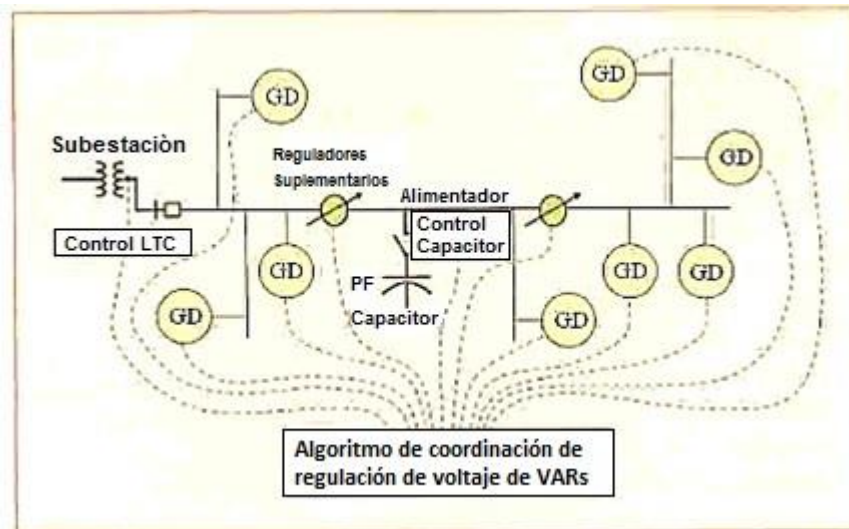 GD
GD
Subestaciòn
Reguladores
Suplementarios
GD
Alimentador
Control LTC
Control
Capacitor
GD
GD
GD
PF
GD
GD
Capacitor
Algoritmo de coordinación de
regulación de voltaje de VARs